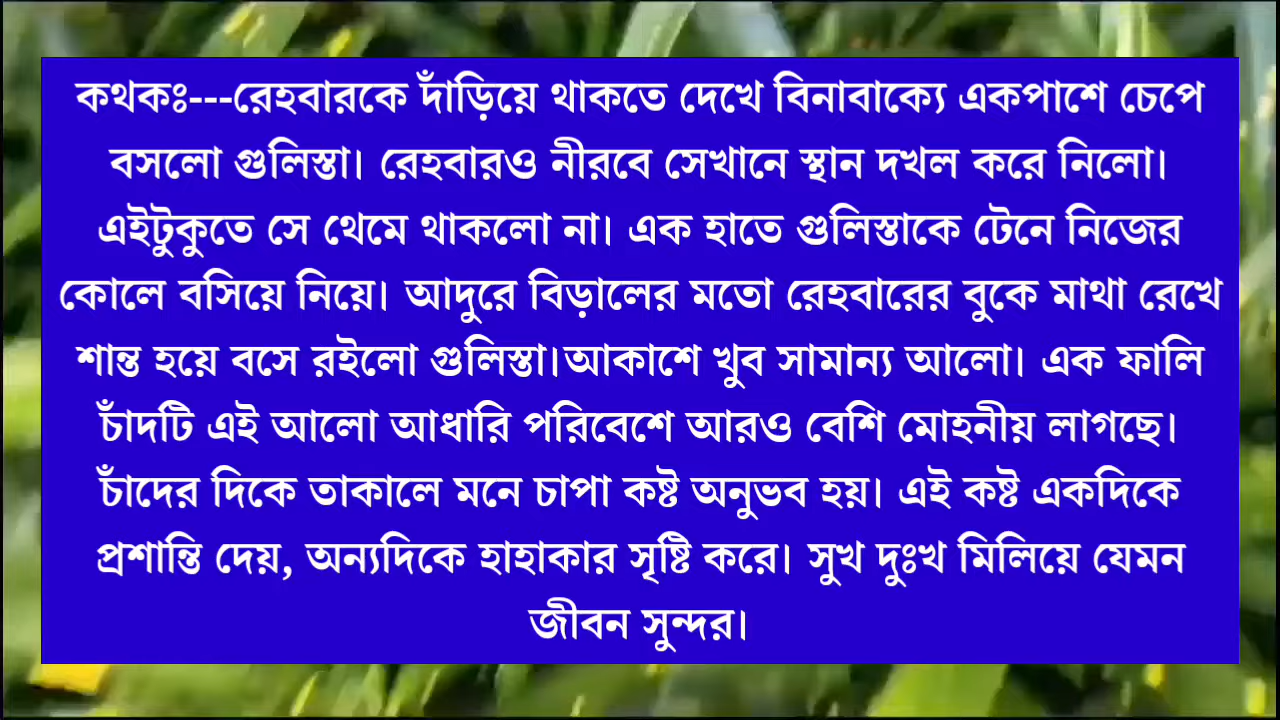 কথকঃ---রেহবারকে দাঁড়িয়ে থাকতে দেখে বিনাবাক্যে একপাশে চেপে
বসলো গুলিস্তা। রেহবারও নীরবে সেখানে স্থান দখল করে নিলো।
এইটুকুতে সে থেমে থাকলো না। এক হাতে গুলিস্তাকে টেনে নিজের
কোলে বসিয়ে নিয়ে। আদুরে বিড়ালের মতো রেহবারের বুকে মাথা রেখে
শান্ত হয়ে বসে রইলো গুলিস্তা।আকাশে খুব সামান্য আলো। এক ফালি
চাঁদটি এই আলো আধারি পরিবেশে আরও বেশি মোহনীয় লাগছে।
চাঁদের দিকে তাকালে মনে চাপা কষ্ট অনুভব হয়। এই কষ্ট একদিকে
প্রশান্তি দেয়, অন্যদিকে হাহাকার সৃষ্টি করে। সুখ দুঃখ মিলিয়ে যেমন
জীবন সুন্দর।